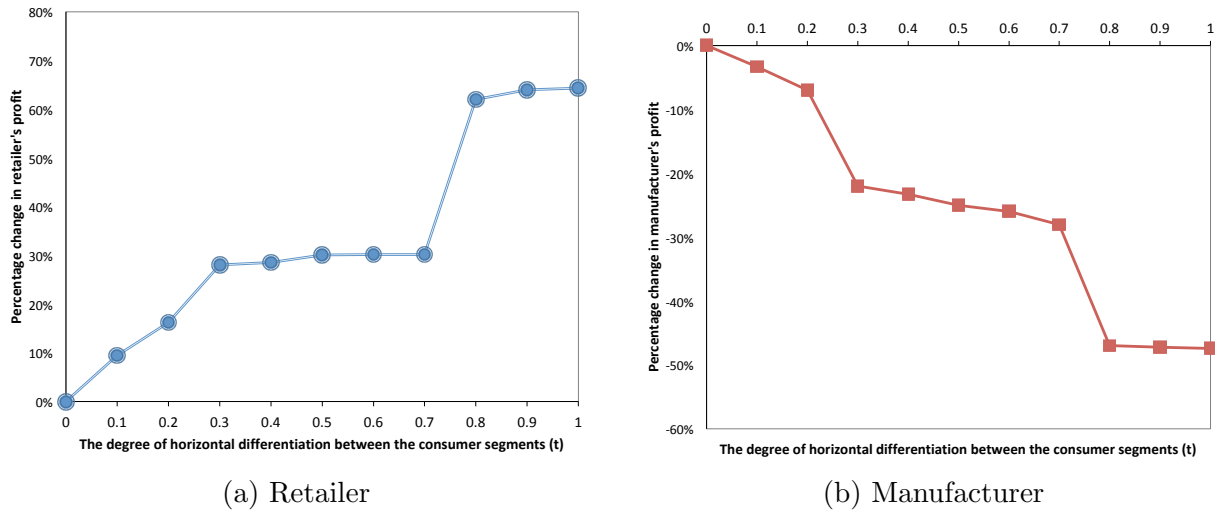 80%
70%
60%
50%
40%
30%
20%
10%
0%
Percentage change in retailer's profit
0 0.1 0.2 0.3 0.4 0.5 0.6 0.7 0.8 0.9 1
The degree of horizontal differentiation between the consumer segments (t)
(a) Retailer
0 0.1 0.2 0.3 0.4 0.5 0.6 0.7 0.8 0.9 1
0%
-10%
-20%
-30%
-40%
-50%
-60%
Percentage change in manufacturer's profit
The degree of horizontal differentiation between the consumer segments (t)
(b) Manufacturer